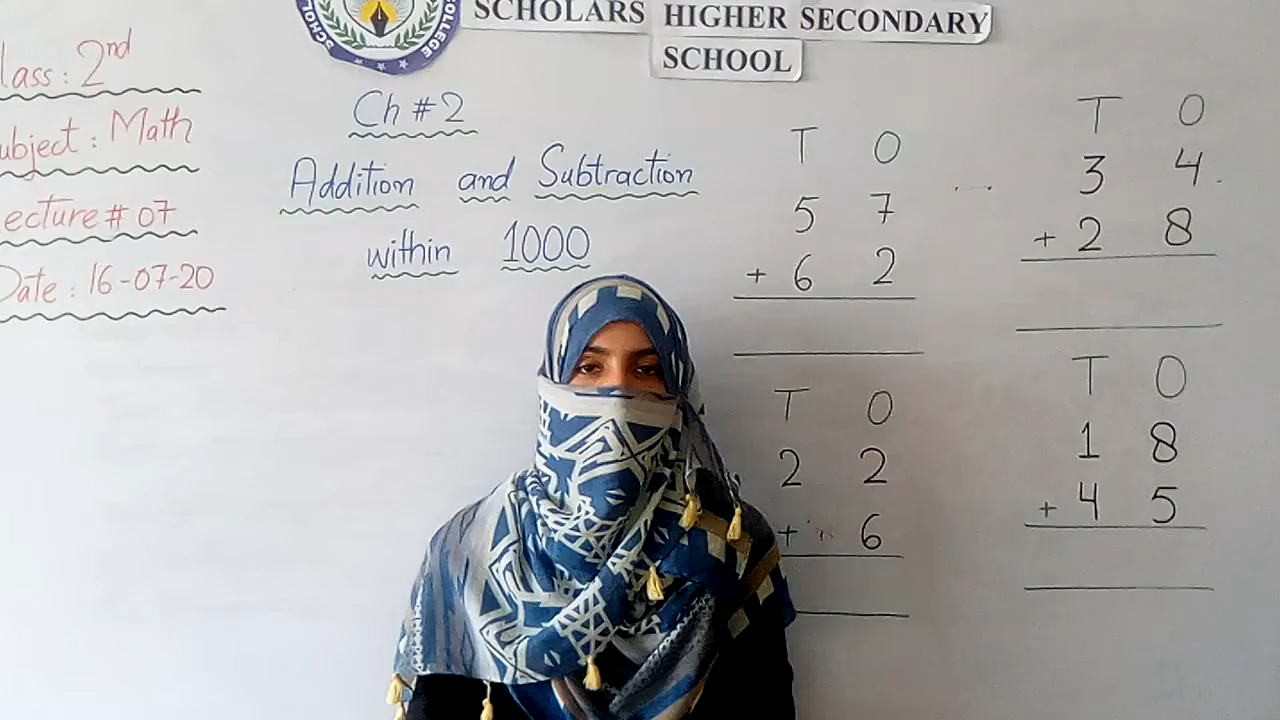 SCHOLARS HIGHER SECONDARY
SCHOOL
COLLEGE
lass: 2nd
ubject: Math
ecture # 07
Date: 16-07-20
Ch # 2
Addition and Subtraction
within 1000
T O
5 7
+ 6 2
T O
3 4
+ 2 8
T O
2 2
+ 6
T O
1 8
+ 4 5